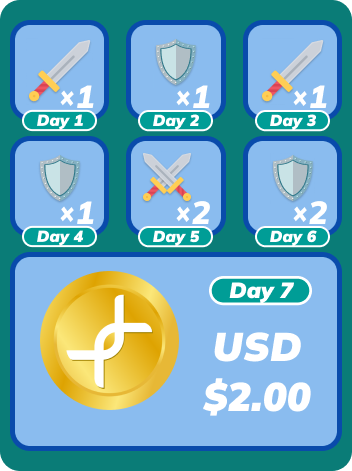 ×1
×1
×1
Day 1
Day 2
Day 3
×1
×2
×2
Day 4
Day 5
Day 6
Day 7
USD
$2.00